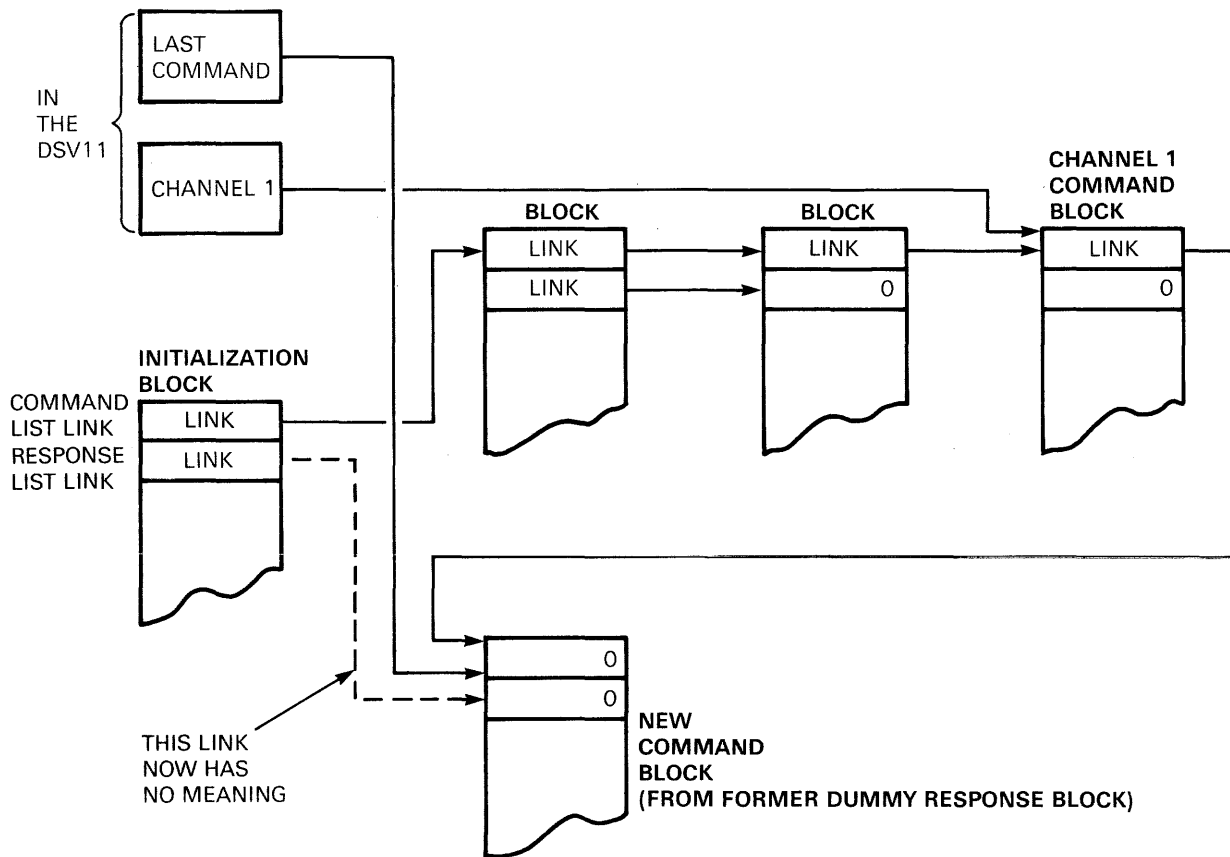 LAST
COMMAND
IN
THE
DSV11
CHANNEL 1
CHANNEL 1
COMMAND
BLOCK
BLOCK
BLOCK
LINK
LINK
LINK
LINK
0
0
INITIALIZATION
BLOCK
COMMAND
LIST LINK
LINK
RESPONSE
LIST LINK
LINK
0
0
THIS LINK
NOW HAS
NO MEANING
NEW
COMMAND
BLOCK
(FROM FORMER DUMMY RESPONSE BLOCK)